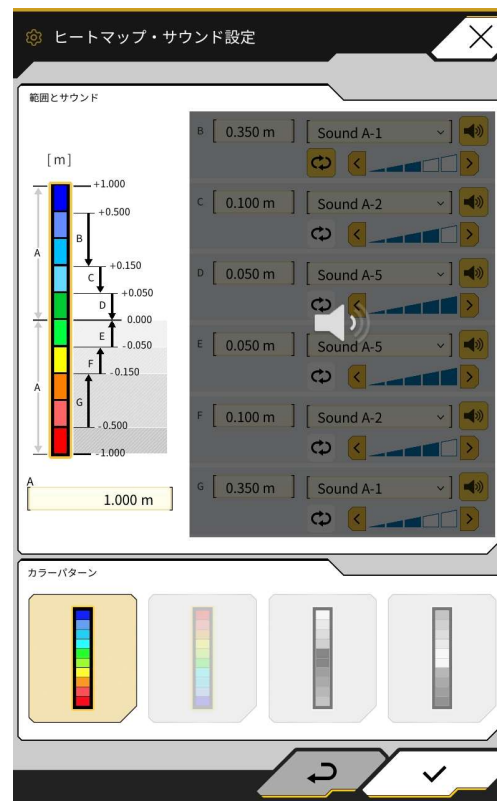 ヒートマップ・サウンド設定
範囲とサウンド
[m]
+1.000
+0.500
+0.150
+0.050
0.000
-0.050
-0.150
-0.500
-1.000
A
B
C
D
E
F
G
A
A
[ 1.000 m ]
B [ 0.350 m ] [ Sound A-1 ]
C [ 0.100 m ] [ Sound A-2 ]
D [ 0.050 m ] [ Sound A-5 ]
E [ 0.050 m ] [ Sound A-5 ]
F [ 0.100 m ] [ Sound A-2 ]
G [ 0.350 m ] [ Sound A-1 ]
カラーパターン